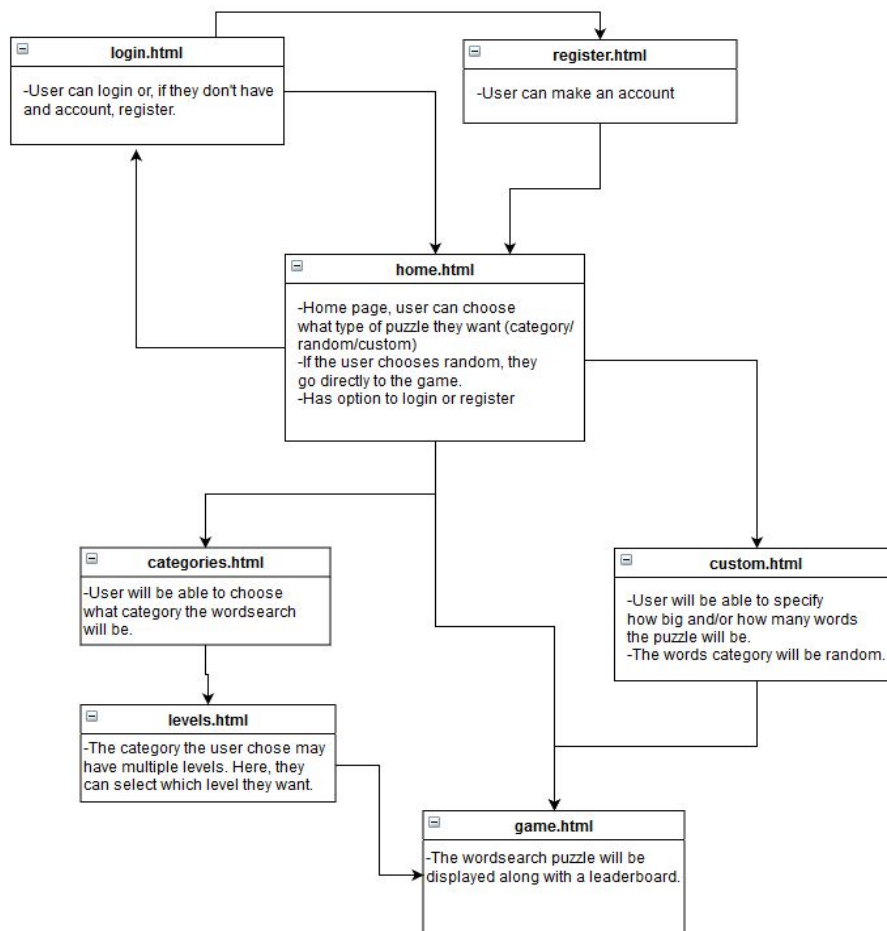 login.html
-User can login or, if they don't have
and account, register.
register.html
-User can make an account
home.html
-Home page, user can choose
what type of puzzle they want (category/
random/custom)
-If the user chooses random, they
go directly to the game.
-Has option to login or register
categories.html
-User will be able to choose
what category the wordsearch
will be.
custom.html
-User will be able to specify
how big and/or how many words
the puzzle will be.
-The words category will be random.
levels.html
-The category the user chose may
have multiple levels. Here, they
can select which level they want.
game.html
-The wordsearch puzzle will be
displayed along with a leaderboard.